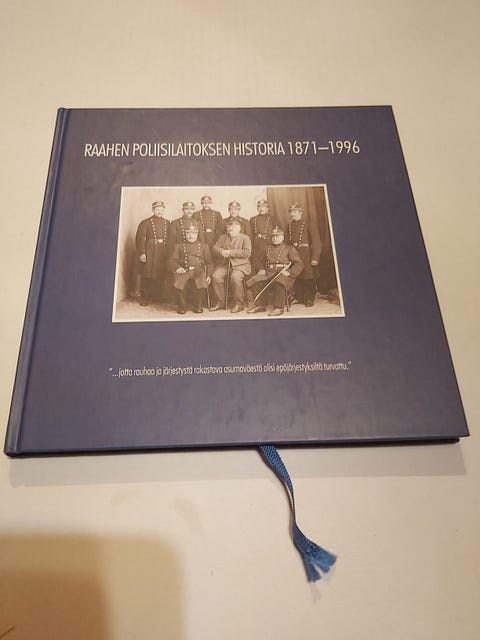 RAAHEN POLIISILAITOKSEN HISTORIA 1871–1996
"...jotta rauhaa ja järjestystä rakastava asumaväestö olisi epäjärjestyksiltä turvattu."